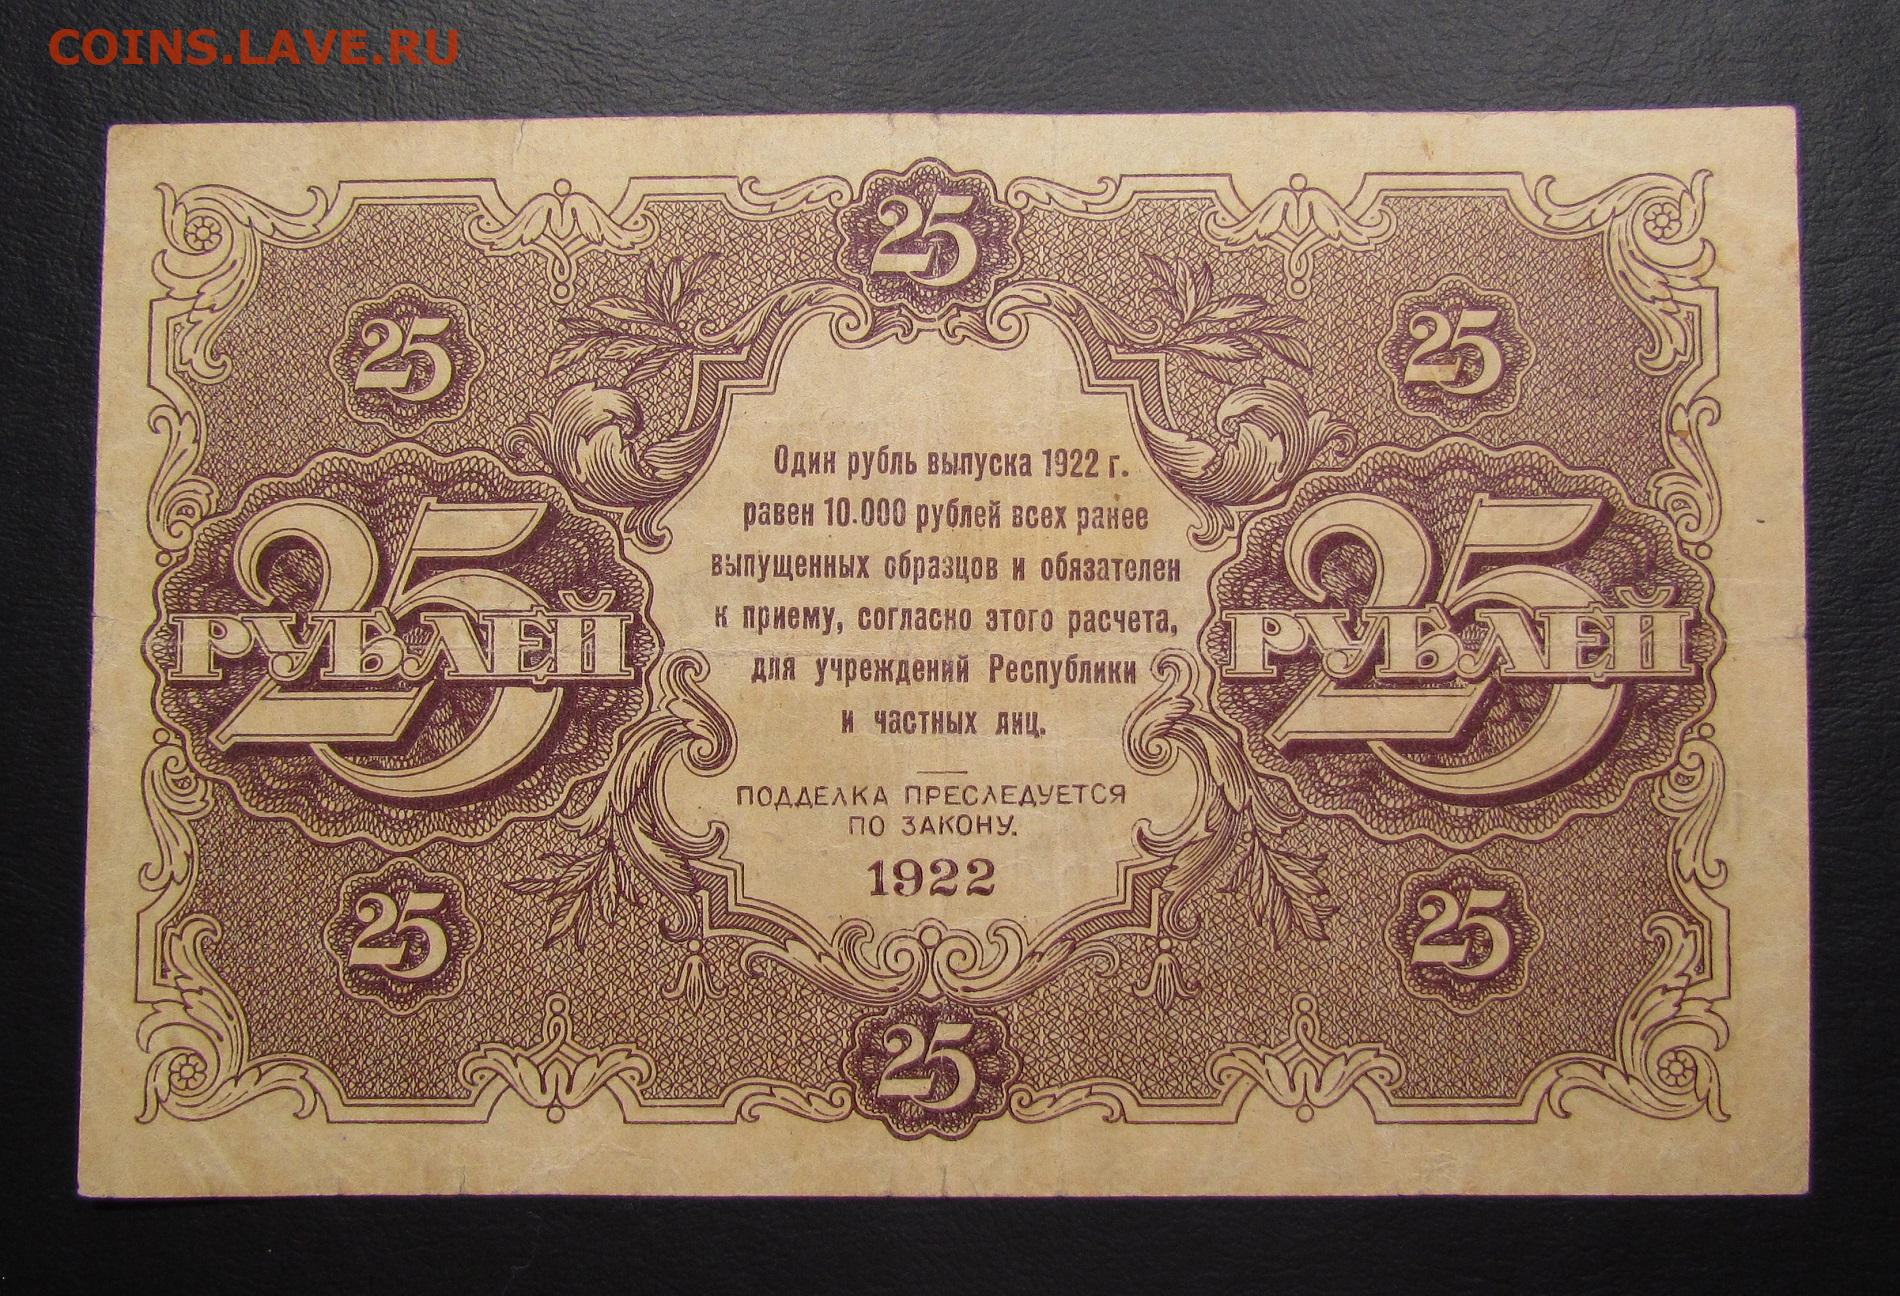 COINS.LAVE.RU
25
25
25
Один рубль выпуска 1922 г.
равен 10.000 рублей всех ранее
выпущенных образцов и обязателен
к приему, согласно этого расчета,
для учреждений Республики
и частных лиц.
25 РУБЛЕЙ
25 РУБЛЕЙ
ПОДДЕЛКА ПРЕСЛЕДУЕТСЯ
ПО ЗАКОНУ.
1922
25
25
25